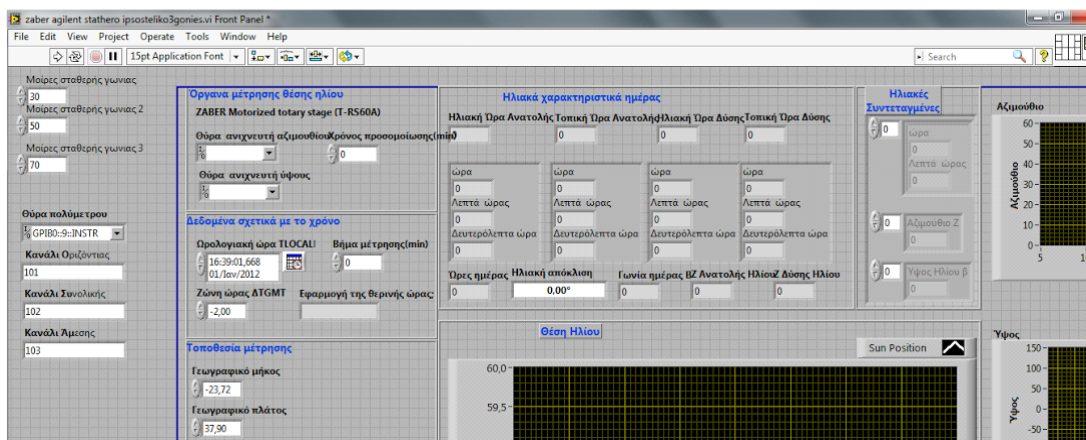 zaber agilent stathero ipsosteliko3gonies.vi Front Panel *
File Edit View Project Operate Tools Window Help
15pt Application Font
Search
Μοίρες σταθερής γωνιας
30
Μοίρες σταθερής γωνιας 2
50
Μοίρες σταθερής γωνιας 3
70
Θύρα πολύμετρου
GPIB0::9::INSTR
Κανάλι Οριζόντιας
101
Κανάλι Συνολικής
102
Κανάλι Άμεσης
103
Όργανα μέτρησης θέσης ηλίου
ZABER Motorized totary stage (T-RS60A)
Θύρα ανιχνευτή αζιμουθίου Χρόνος προσομοίωσης(min)
0
Θύρα ανιχνευτή ύψους
Δεδομένα σχετικά με το χρόνο
Ωρολογιακή ώρα TLOCAL Βήμα μέτρησης(min)
16:39:01,668
01/Ιαν/2012
0
Ζώνη ώρας ΔTGMT Εφαρμογή της θερινής ώρας;
-2,00
Τοποθεσία μέτρησης
Γεωγραφικό μήκος
-23,72
Γεωγραφικό πλάτος
37,90
Ηλιακά χαρακτηριστικά ημέρας
Ηλιακή Ώρα Ανατολής Τοπική Ώρα Ανατολής Ηλιακή Ώρα Δύσης Τοπική Ώρα Δύσης
0 0 0 0
ώρα ώρα ώρα ώρα
0 0 0 0
Λεπτά ώρας Λεπτά ώρας Λεπτά ώρας Λεπτά ώρας
0 0 0 0
Δευτερόλεπτα ώρα Δευτερόλεπτα ώρα Δευτερόλεπτα ώρα Δευτερόλεπτα ώρα
0 0 0 0
Ώρες ημέρας Ηλιακή απόκλιση Γωνία ημέρας Β Ζ Ανατολής Ηλίου Ζ Δύσης Ηλίου
0 0,00° 0 0 0
Θέση Ηλίου
Sun Position
60,0
59,5
Ηλιακές
Συντεταγμένες
0
ώρα
0
Λεπτά ώρας
0
0
Αζιμούθιο Ζ
0
0
Υψος Ηλίου β
0
Αζιμούθιο
Αζιμούθιο
60
50
40
30
20
10
0
5
Ύψος
Υψος
150
100
50
0
-50